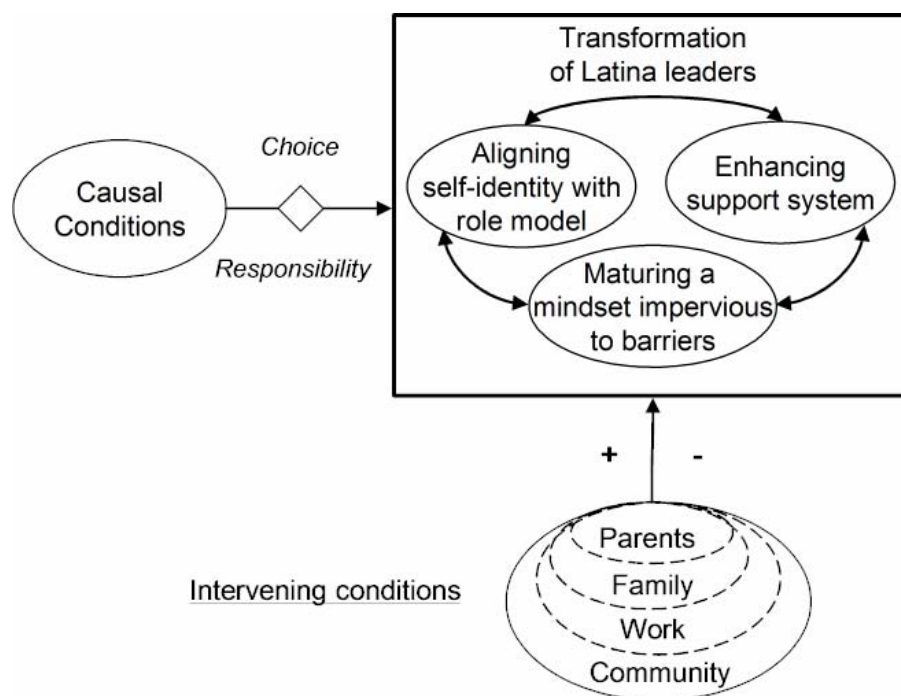 Transformation
of Latina leaders
Causal
Conditions
Choice
Responsibility
Aligning
self-identity with
role model
Enhancing
support system
Maturing a
mindset impervious
to barriers
+ -
Intervening conditions
Parents
Family
Work
Community